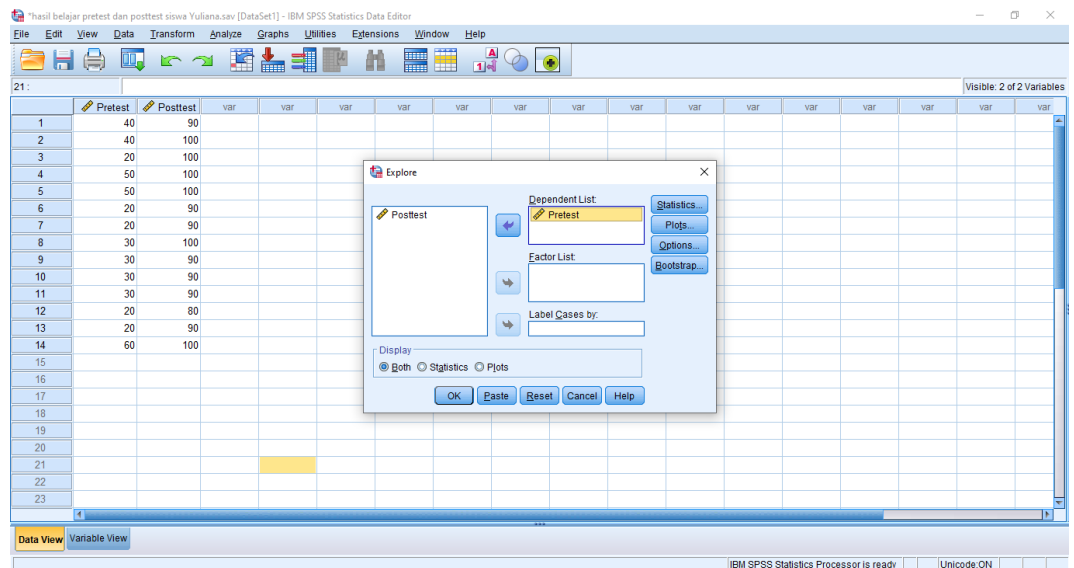 *hasil belajar pretest dan posttest siswa Yuliana.sav [DataSet1] - IBM SPSS Statistics Data Editor
File Edit View Data Transform Analyze Graphs Utilities Extensions Window Help
21 :
Visible: 2 of 2 Variables
Pretest Posttest var var var var var var var var var var var var var var var
1 40 90
2 40 100
3 20 100
4 50 100
5 50 100
6 20 90
7 20 90
8 30 100
9 30 90
10 30 90
11 30 90
12 20 80
13 20 90
14 60 100
15
16
17
18
19
20
21
22
23
Explore
Posttest
Dependent List:
Pretest
Factor List:
Label Cases by:
Statistics...
Plots...
Options...
Bootstrap...
Display
Both Statistics Plots
OK Paste Reset Cancel Help
Data View Variable View
IBM SPSS Statistics Processor is ready Unicode:ON